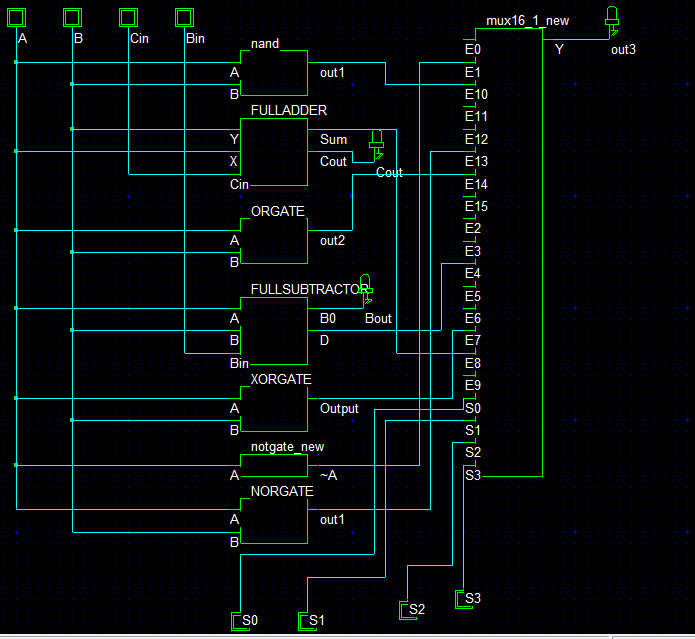 A
B
Cin
Bin
nand
A
B
out1
FULLADDER
Y
X
Cin
Sum
Cout
Cout
ORGATE
A
B
out2
FULLSUBTRACTOR
A
B
Bin
B0
D
Bout
XORGATE
A
B
Output
notgate_new
A
~A
NORGATE
A
B
out1
mux16_1_new
E0
E1
E10
E11
E12
E13
E14
E15
E2
E3
E4
E5
E6
E7
E8
E9
S0
S1
S2
S3
Y
out3
S0
S1
S2
S3